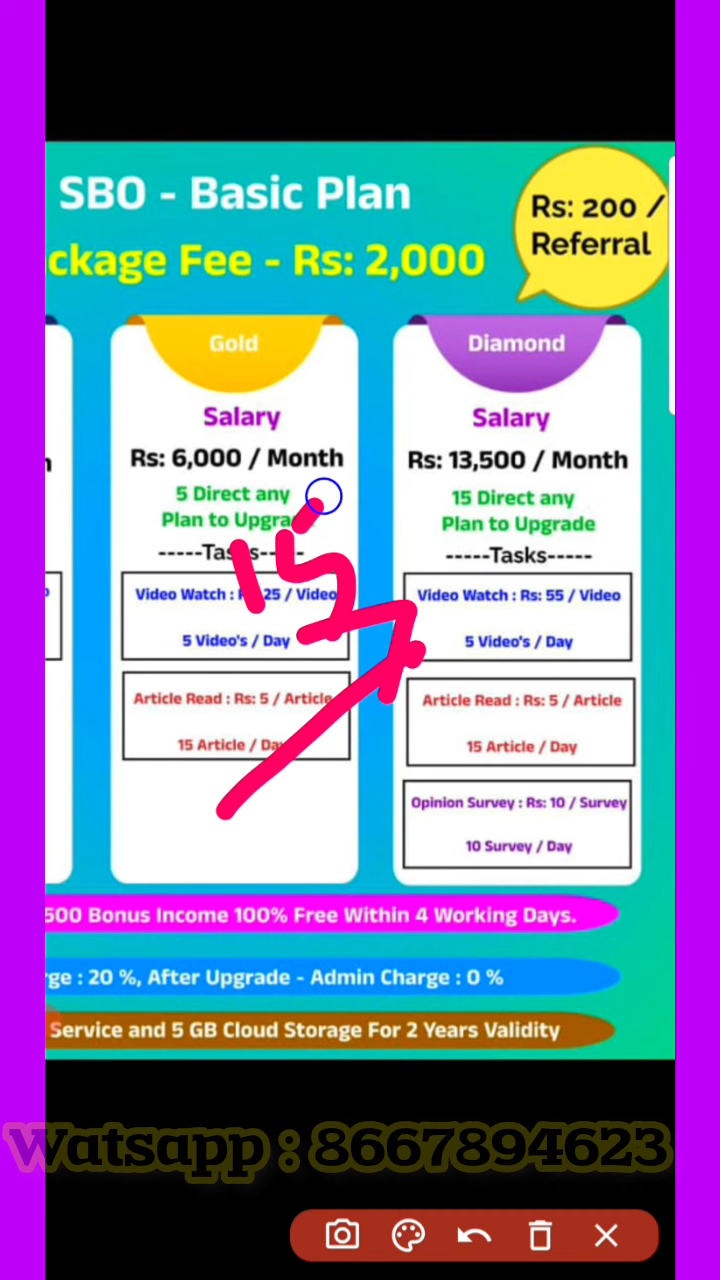 SBO - Basic Plan
ckage Fee - Rs: 2,000
Rs: 200 /
Referral
Gold
Salary
Rs: 6,000 / Month
5 Direct any
Plan to Upgra
-----Tasks-----
Video Watch : Rs: 25 / Video
5 Video's / Day
Article Read : Rs: 5 / Article
15 Article / Day
15
Diamond
Salary
Rs: 13,500 / Month
15 Direct any
Plan to Upgrade
-----Tasks-----
Video Watch : Rs: 55 / Video
5 Video's / Day
Article Read : Rs: 5 / Article
15 Article / Day
Opinion Survey : Rs: 10 / Survey
10 Survey / Day
500 Bonus Income 100% Free Within 4 Working Days.
ge : 20 %, After Upgrade - Admin Charge : 0 %
Service and 5 GB Cloud Storage For 2 Years Validity
Watsapp : 8667894623